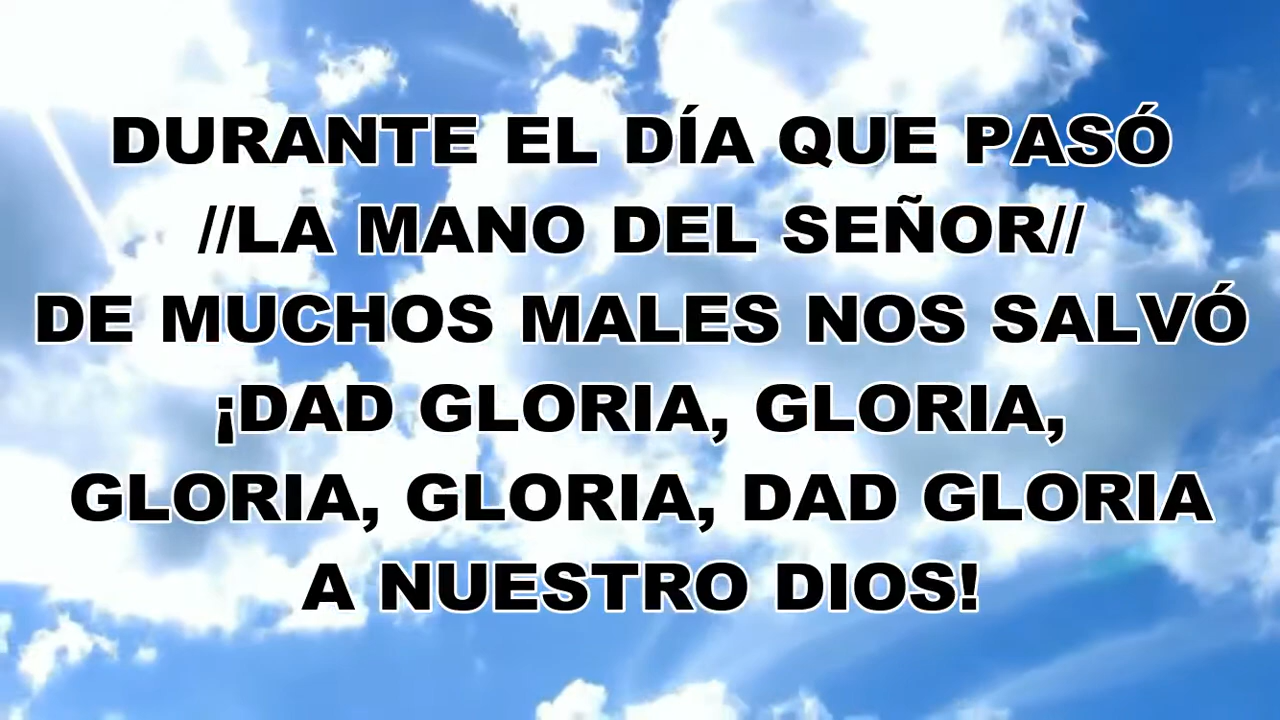 DURANTE EL DÍA QUE PASÓ
//LA MANO DEL SEÑOR//
DE MUCHOS MALES NOS SALVÓ
¡DAD GLORIA, GLORIA,
GLORIA, GLORIA, DAD GLORIA
A NUESTRO DIOS!